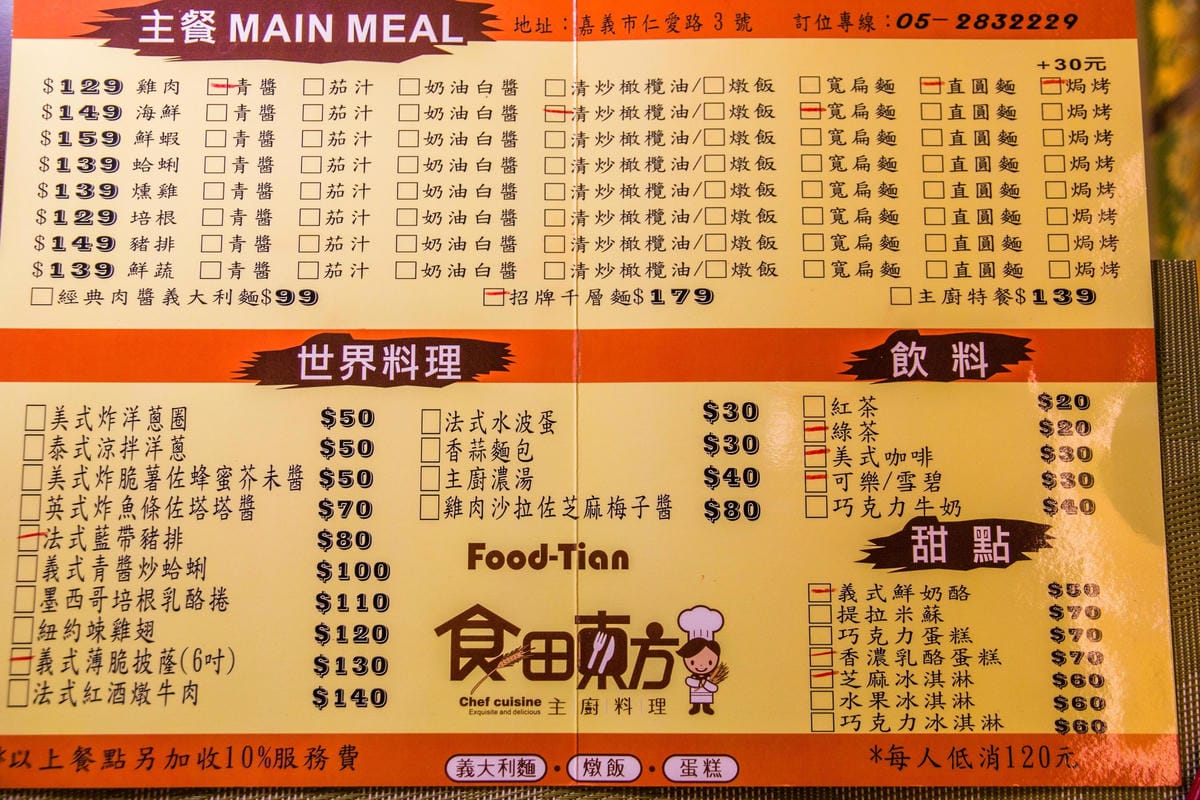 主餐 MAIN MEAL 地址：嘉義市仁愛路3號 訂位專線：05-2832229
+30元
$129 雞肉 □青醬 □茄汁 □奶油白醬 □清炒橄欖油/□燉飯 □寬扁麵 □直圓麵 □焗烤
$149 海鮮 □青醬 □茄汁 □奶油白醬 □清炒橄欖油/□燉飯 □寬扁麵 □直圓麵 □焗烤
$159 鮮蝦 □青醬 □茄汁 □奶油白醬 □清炒橄欖油/□燉飯 □寬扁麵 □直圓麵 □焗烤
$139 蛤蜊 □青醬 □茄汁 □奶油白醬 □清炒橄欖油/□燉飯 □寬扁麵 □直圓麵 □焗烤
$139 燻雞 □青醬 □茄汁 □奶油白醬 □清炒橄欖油/□燉飯 □寬扁麵 □直圓麵 □焗烤
$129 培根 □青醬 □茄汁 □奶油白醬 □清炒橄欖油/□燉飯 □寬扁麵 □直圓麵 □焗烤
$149 豬排 □青醬 □茄汁 □奶油白醬 □清炒橄欖油/□燉飯 □寬扁麵 □直圓麵 □焗烤
$139 鮮蔬 □青醬 □茄汁 □奶油白醬 □清炒橄欖油/□燉飯 □寬扁麵 □直圓麵 □焗烤
□經典肉醬義大利麵$99 □招牌千層麵$179 □主廚特餐$139
世界料理
□美式炸洋蔥圈 $50
□泰式涼拌洋蔥 $50
□美式炸脆薯佐蜂蜜芥未醬 $50
□英式炸魚條佐塔塔醬 $70
□法式藍帶豬排 $80
□義式青醬炒蛤蜊 $100
□墨西哥培根乳酪捲 $110
□紐約竦雞翅 $120
□義式薄脆披薩(6吋) $130
□法式紅酒燉牛肉 $140
□法式水波蛋 $30
□香蒜麵包 $30
□主廚濃湯 $40
□雞肉沙拉佐芝麻梅子醬 $80
Food-Tian
食田東方
Chef cuisine 主廚料理
Exquisite and delicious
飲料
□紅茶 $20
□綠茶 $20
□美式咖啡 $30
□可樂/雪碧 $30
□巧克力牛奶 $40
甜點
□義式鮮奶酪 $50
□提拉米蘇 $70
□巧克力蛋糕 $70
□香濃乳酪蛋糕 $70
□芝麻冰淇淋 $60
□水果冰淇淋 $60
□巧克力冰淇淋 $60
*以上餐點另加收10%服務費 義大利麵・燉飯・蛋糕 *每人低消120元